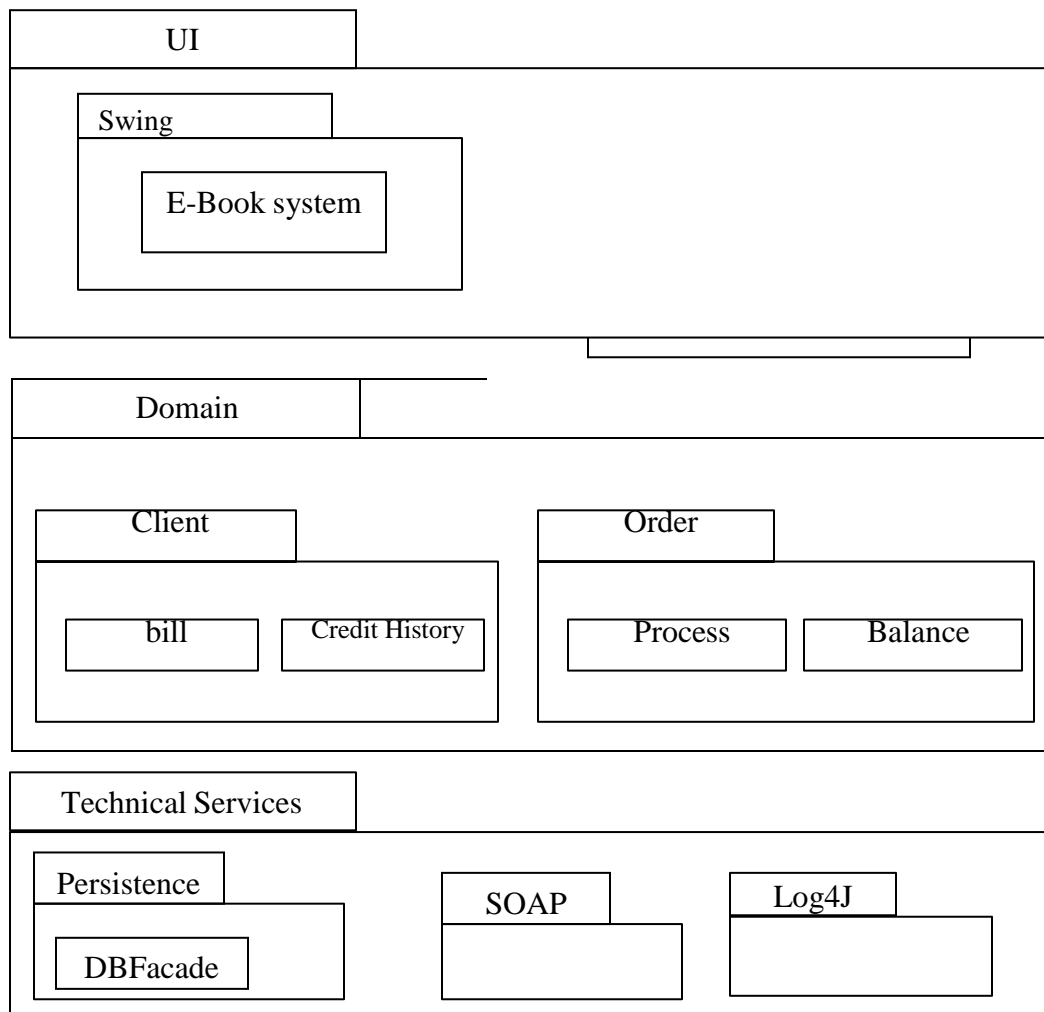 UI
Swing
E-Book system
Domain
Client
Order
bill
Credit History
Process
Balance
Technical Services
Persistence
SOAP
Log4J
DBFacade